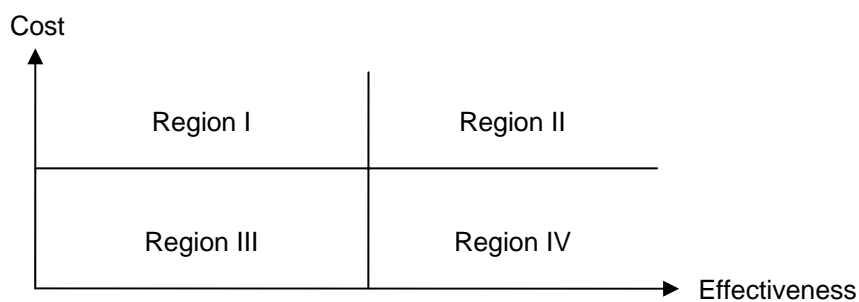 Cost
Region I
Region II
Region III
Region IV
Effectiveness